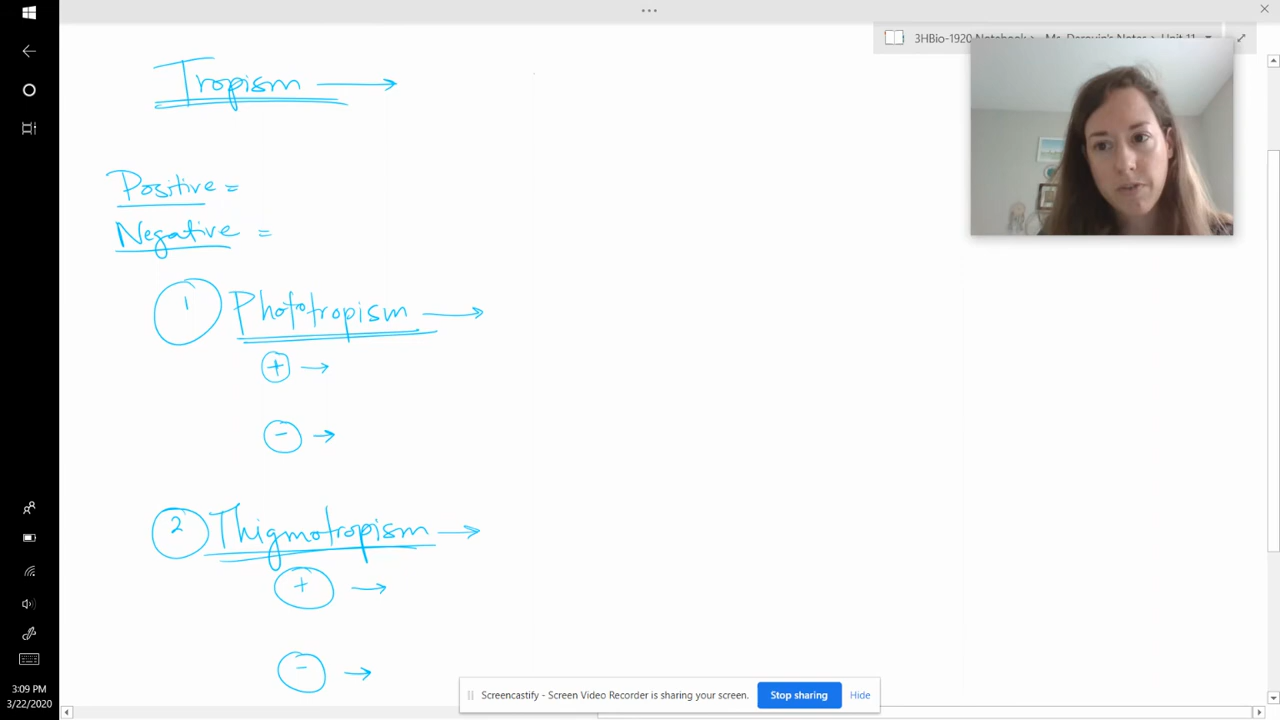 3HBio-1920 Notebook >
Tropism →
Positive =
Negative =
1 Phototropism →
+ →
- →
2 Thigmotropism →
+ →
- →
Screencastify - Screen Video Recorder is sharing your screen. Stop sharing Hide
3:09 PM
3/22/2020